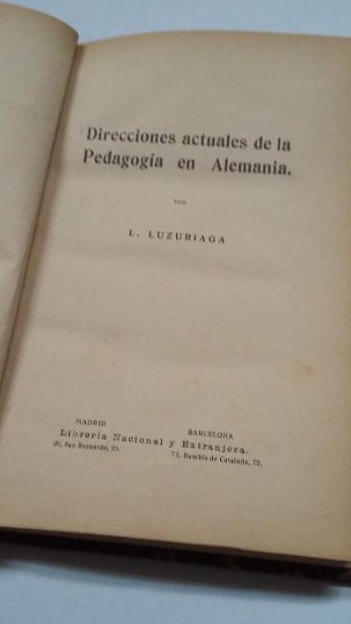 Direcciones actuales de la
Pedagogía en Alemania.
POR
L. LUZURIAGA
MADRID BARCELONA
Librería Nacional y Extranjera.
20, San Bernardo, 20. 72, Rambla de Cataluña, 72.